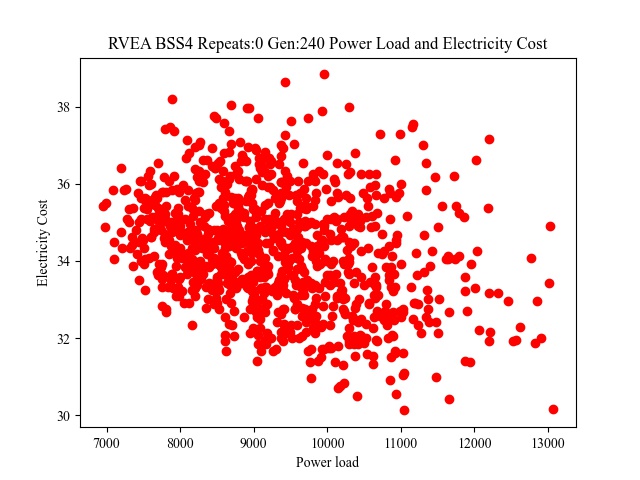 RVEA BSS4 Repeats:0 Gen:240 Power Load and Electricity Cost
38
36
34
32
30
Electricity Cost
7000 8000 9000 10000 11000 12000 13000
Power load